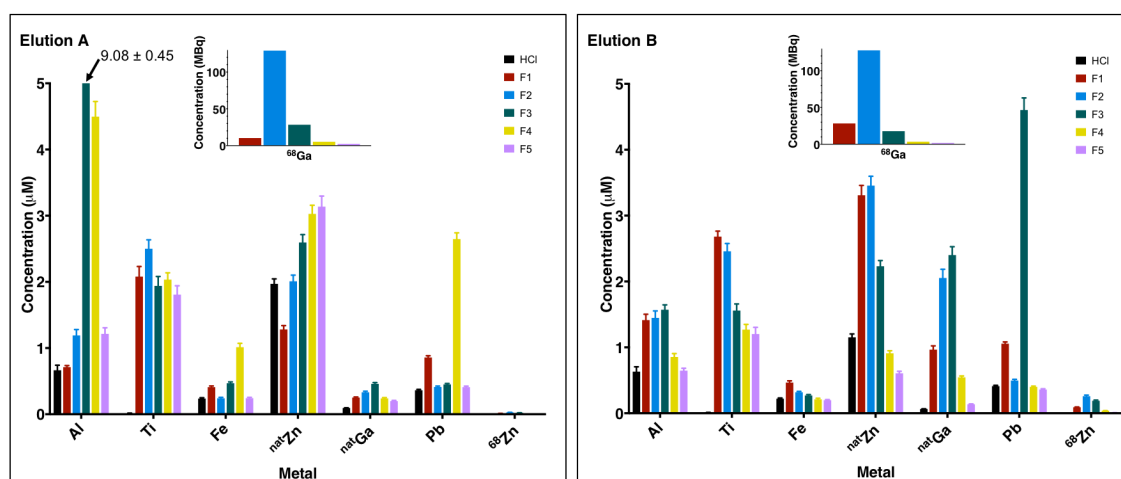 Elution A
9.08 ± 0.45
Concentration (MBq)
100
50
0
⁶⁸Ga
HCl
F1
F2
F3
F4
F5
Concentration (μM)
5
4
3
2
1
0
Al
Ti
Fe
ⁿᵃᵗZn
ⁿᵃᵗGa
Pb
⁶⁸Zn
Metal
Elution B
Concentration (MBq)
100
50
0
⁶⁸Ga
HCl
F1
F2
F3
F4
F5
Concentration (μM)
5
4
3
2
1
0
Al
Ti
Fe
ⁿᵃᵗZn
ⁿᵃᵗGa
Pb
⁶⁸Zn
Metal